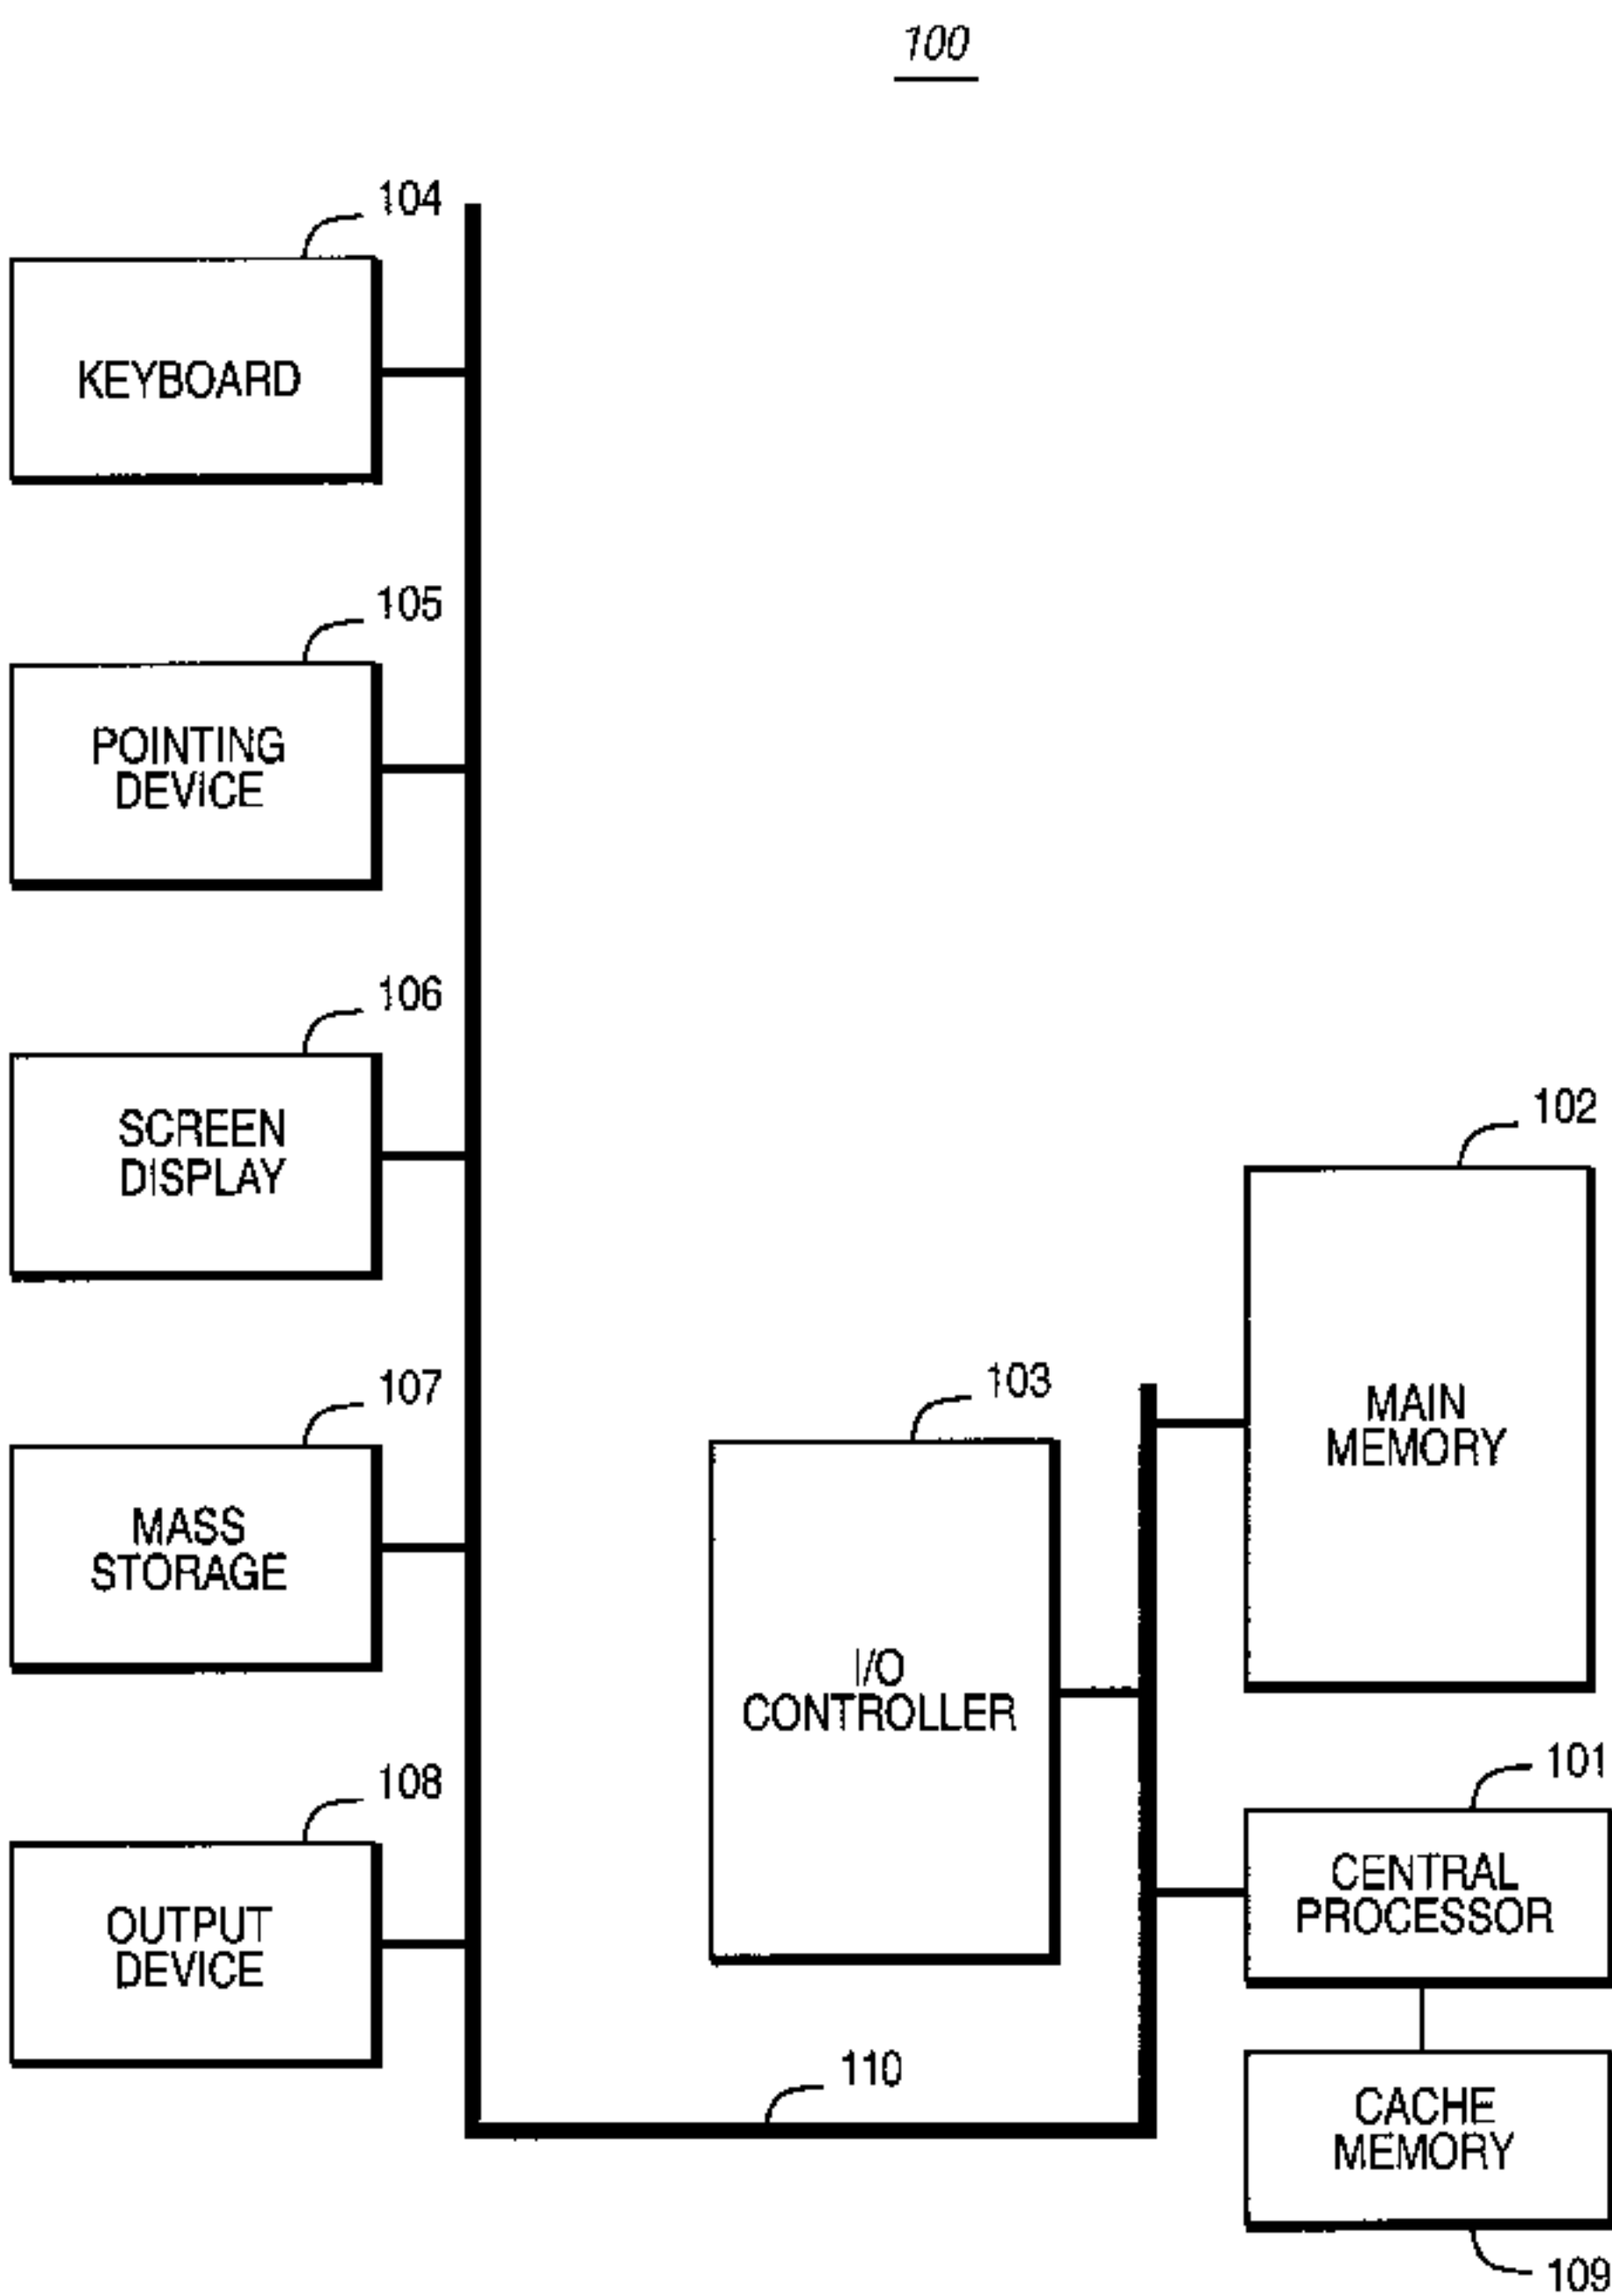 100
104
KEYBOARD
105
POINTING
DEVICE
106
SCREEN
DISPLAY
107
MASS
STORAGE
108
OUTPUT
DEVICE
103
I/O
CONTROLLER
102
MAIN
MEMORY
101
CENTRAL
PROCESSOR
110
CACHE
MEMORY
109